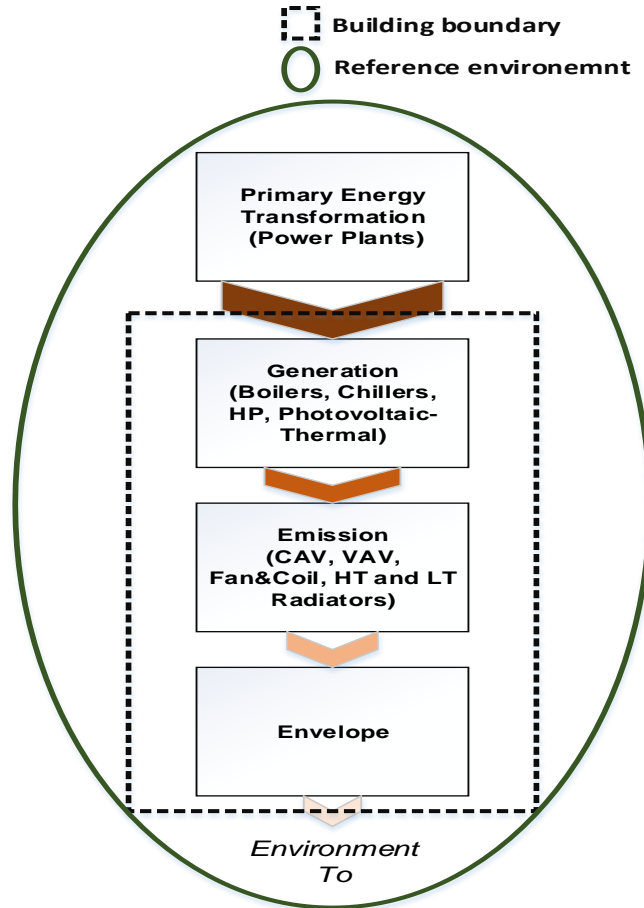 Building boundary
Reference environemnt
Primary Energy
Transformation
(Power Plants)
Generation
(Boilers, Chillers,
HP, Photovoltaic-
Thermal)
Emission
(CAV, VAV,
Fan&Coil, HT and LT
Radiators)
Envelope
Environment
To